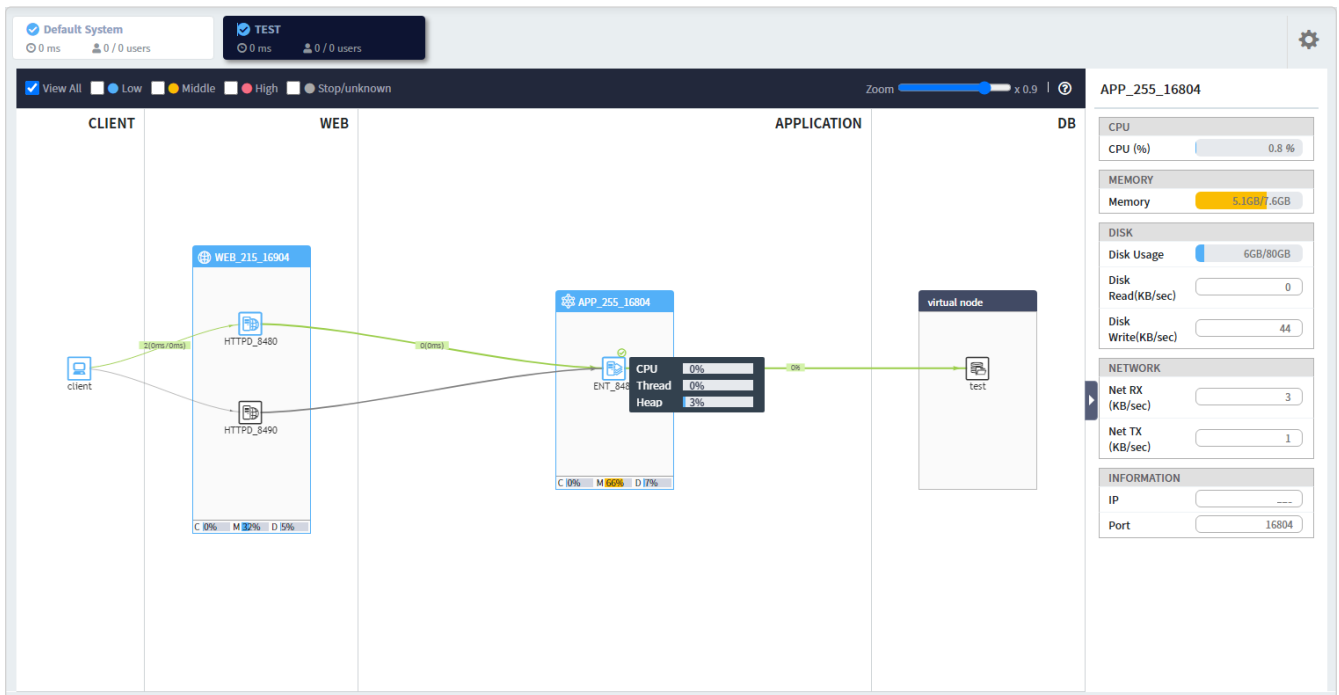 Default System
0 ms 0 / 0 users
TEST
0 ms 0 / 0 users
View All Low Middle High Stop/unknown
Zoom x 0.9
CLIENT
WEB
APPLICATION
DB
WEB_215_16904
HTTPD_8480
2(0ms/0ms)
client
HTTPD_8490
C 0% M 32% D 5%
0(0ms)
APP_255_16804
ENT_848
CPU 0%
Thread 0%
Heap 3%
C 0% M 66% D 7%
0%
virtual node
test
APP_255_16804
CPU
CPU (%) 0.8 %
MEMORY
Memory 5.1GB/7.6GB
DISK
Disk Usage 6GB/80GB
Disk
Read(KB/sec) 0
Disk
Write(KB/sec) 44
NETWORK
Net RX
(KB/sec) 3
Net TX
(KB/sec) 1
INFORMATION
IP ___
Port 16804